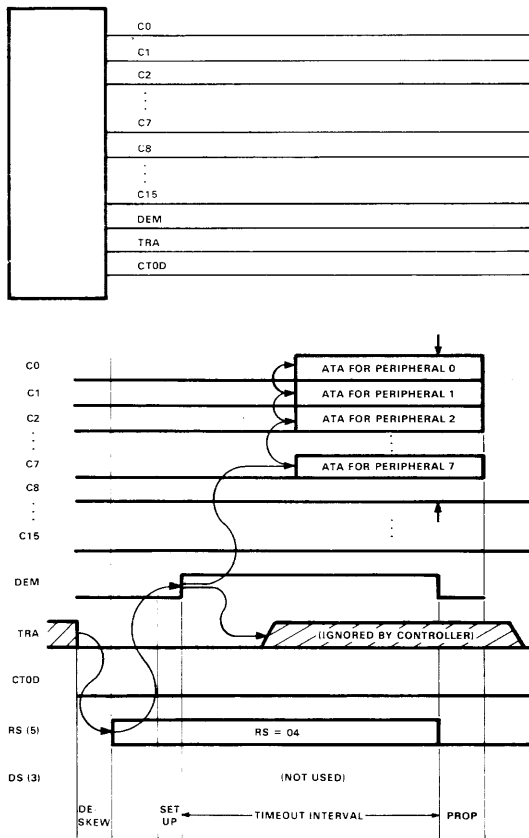 C0
C1
C2
C7
C8
C15
DEM
TRA
CTOD
C0
C1
C2
C7
C8
C15
DEM
TRA
CTOD
RS (5)
DS (3)
ATA FOR PERIPHERAL 0
ATA FOR PERIPHERAL 1
ATA FOR PERIPHERAL 2
ATA FOR PERIPHERAL 7
(IGNORED BY CONTROLLER)
RS = 04
(NOT USED)
DE
SKEW
SET
UP
TIMEOUT INTERVAL
PROP